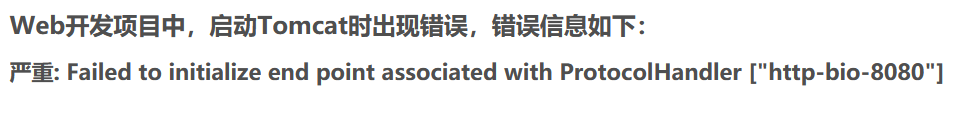 Web开发项目中，启动Tomcat时出现错误，错误信息如下：
严重: Failed to initialize end point associated with ProtocolHandler ["http-bio-8080"]